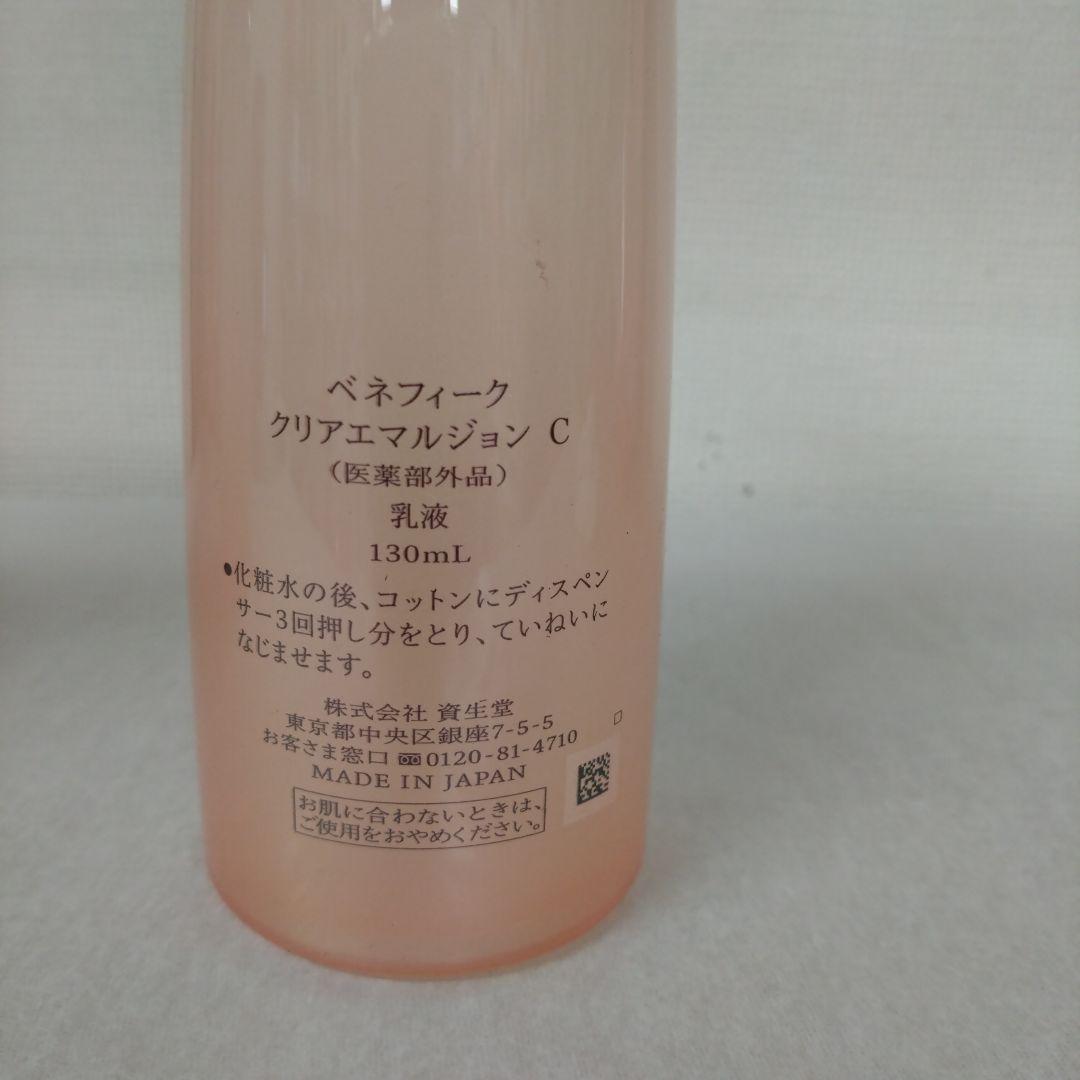 ベネフィーク
クリアエマルジョン C
（医薬部外品）
乳液
130mL
•化粧水の後、コットンにディスペン
サー3回押し分をとり、ていねいに
なじませます。
株式会社 資生堂
東京都中央区銀座7-5-5
お客さま窓口 0120-81-4710
MADE IN JAPAN
お肌に合わないときは、
ご使用をおやめください。